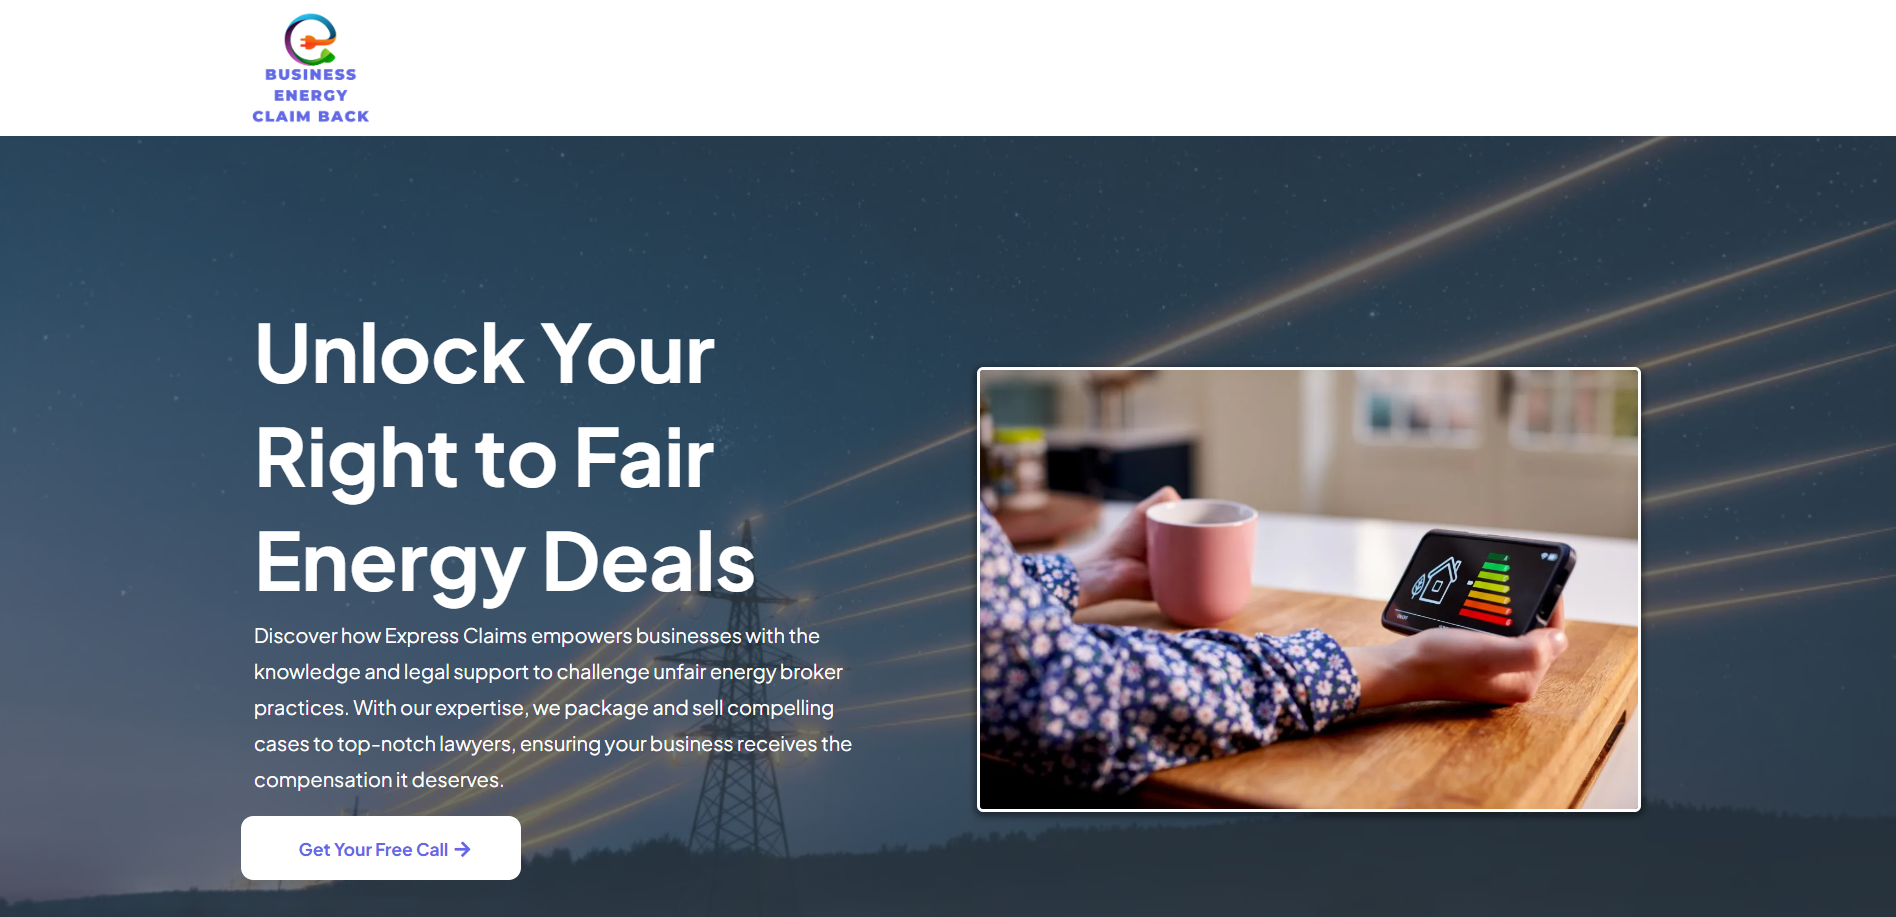 BUSINESS
ENERGY
CLAIM BACK
Unlock Your
Right to Fair
Energy Deals
Discover how Express Claims empowers businesses with the
knowledge and legal support to challenge unfair energy broker
practices. With our expertise, we package and sell compelling
cases to top-notch lawyers, ensuring your business receives the
compensation it deserves.
Get Your Free Call